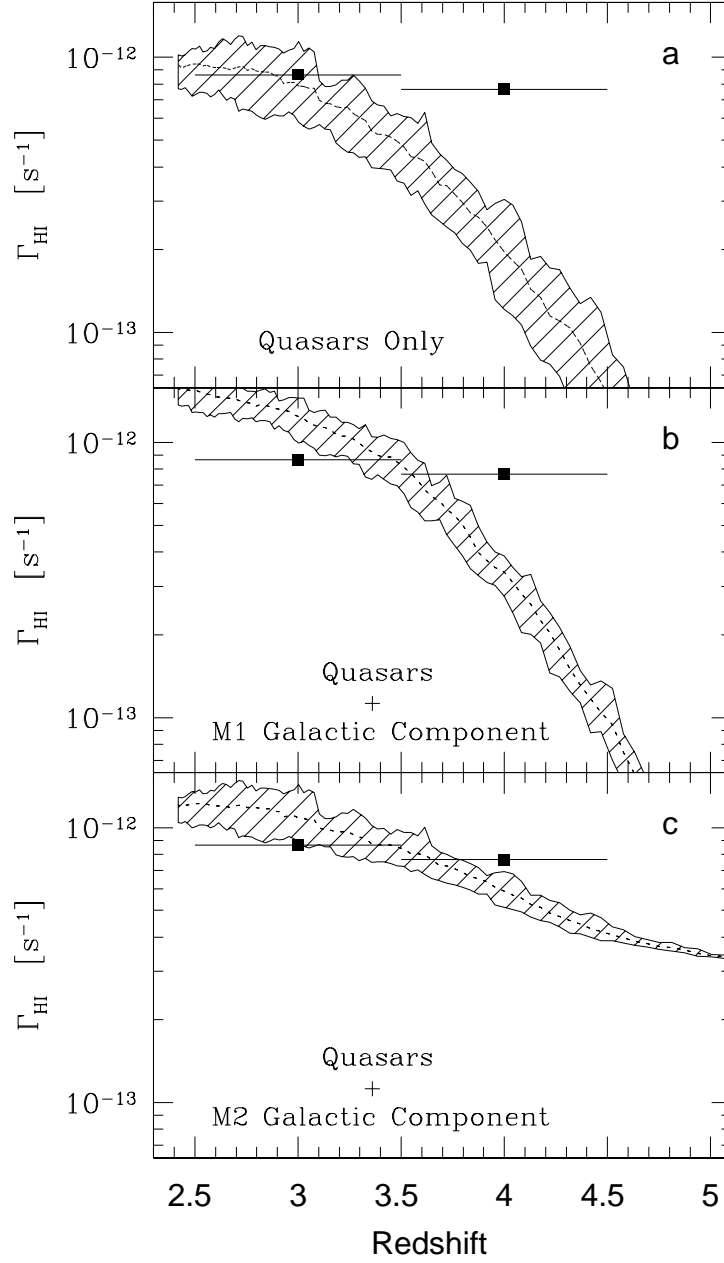 a
10⁻¹²
Γ_HI [s⁻¹]
10⁻¹³
Quasars Only
b
10⁻¹²
Γ_HI [s⁻¹]
10⁻¹³
Quasars
+
M1 Galactic Component
c
10⁻¹²
Γ_HI [s⁻¹]
10⁻¹³
Quasars
+
M2 Galactic Component
2.5 3 3.5 4 4.5 5
Redshift